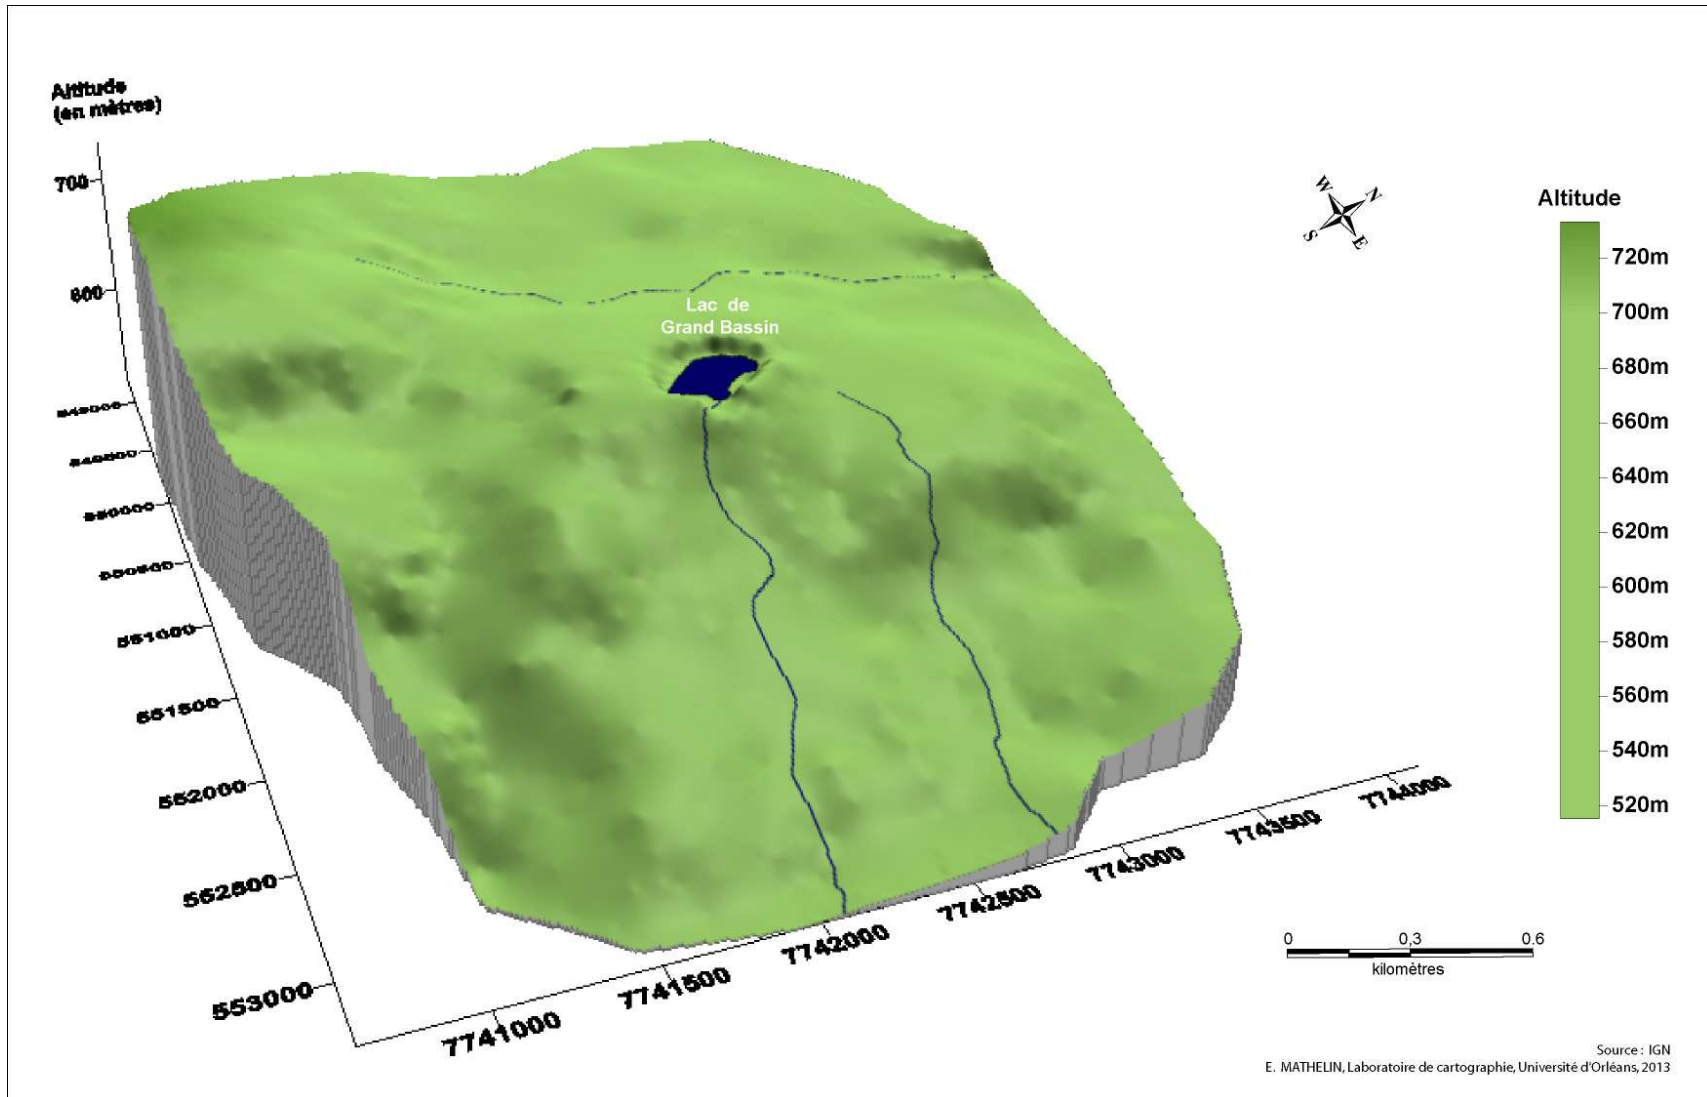 Altitude
(en mètres)
700
600
550000
551000
551500
552000
552500
553000
7741000
7741500
7742000
7742500
7743000
7743500
7744000
Lac de
Grand Bassin
W
N
S
E
Altitude
720m
700m
680m
660m
640m
620m
600m
580m
560m
540m
520m
0
0,3
0.6
kilomètres
Source : IGN
E. MATHELIN, Laboratoire de cartographie, Université d'Orléans, 2013